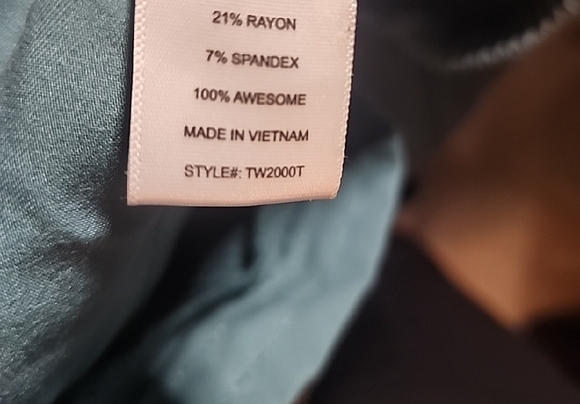 21% RAYON
7% SPANDEX
100% AWESOME
MADE IN VIETNAM
STYLE#: TW2000T